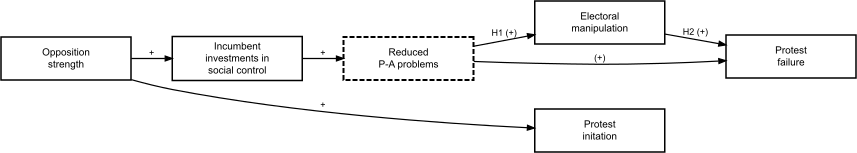 Opposition
strength
+
Incumbent
investments in
social control
+
Reduced
P-A problems
H1 (+)
Electoral
manipulation
H2 (+)
(+)
Protest
failure
+
Protest
initation